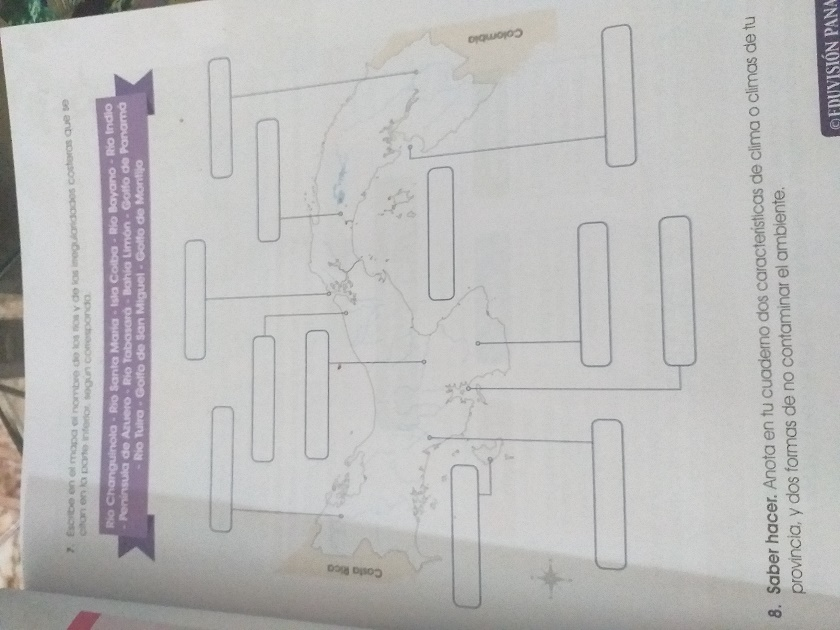 7. Escribe en el mapa el nombre de los ríos y de las irregularidades costeras que se
citan en la parte inferior, según corresponda.
Río Changuinola - Río Santa María - Isla Coiba - Río Bayano - Río Indio
- Península de Azuero - Río Tabasará - Bahía Limón - Golfo de Panamá
- Río Tuira - Golfo de San Miguel - Golfo de Montijo
Costa Rica
Colombia
8. Saber hacer. Anota en tu cuaderno dos características de clima o climas de tu
provincia, y dos formas de no contaminar el ambiente.
© EDUVISIÓN PANA